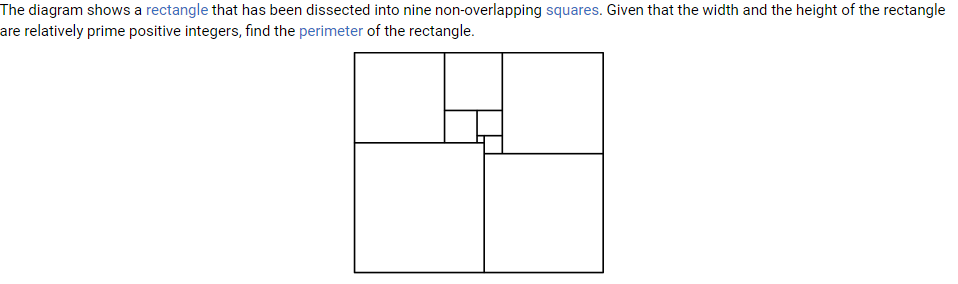 The diagram shows a rectangle that has been dissected into nine non-overlapping squares. Given that the width and the height of the rectangle
are relatively prime positive integers, find the perimeter of the rectangle.